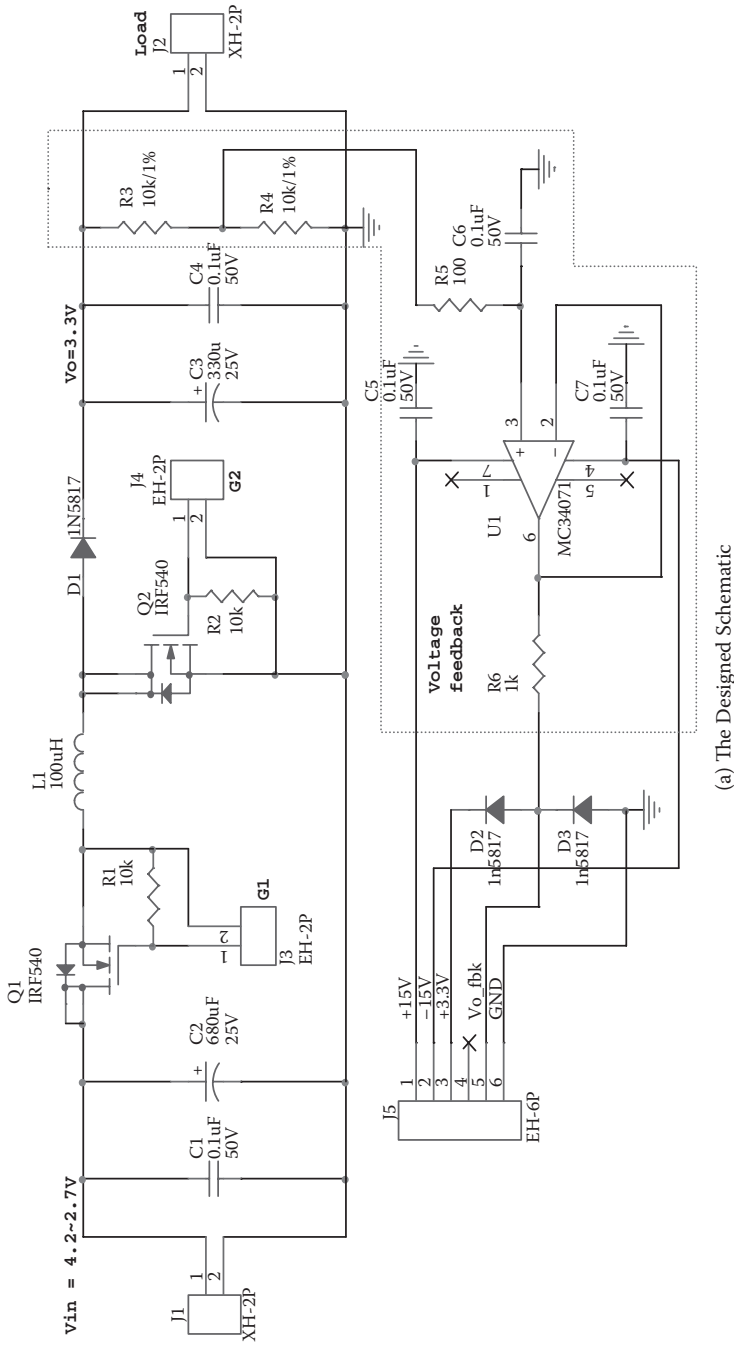 Vin = 4.2~2.7V
J1
1
2
XH-2P
C1
0.1uF
50V
+
C2
680uF
25V
Q1
IRF540
R1
10k
1
2
G1
J3
EH-2P
L1
100uH
Q2
IRF540
R2
10k
J4
EH-2P
1
2
G2
D1
1N5817
Vo=3.3V
+
C3
330u
25V
C4
0.1uF
50V
R3
10k/1%
R4
10k/1%
Load
J2
1
2
XH-2P
J5
1
2
3
4
5
6
EH-6P
+15V
-15V
+3.3V
Vo_fbk
GND
D2
1n5817
D3
1n5817
Voltage
feedback
R6
1k
U1
MC34071
6
1
7
5
4
3
2
+
−
C5
0.1uF
50V
R5
100
C6
0.1uF
50V
C7
0.1uF
50V
(a) The Designed Schematic